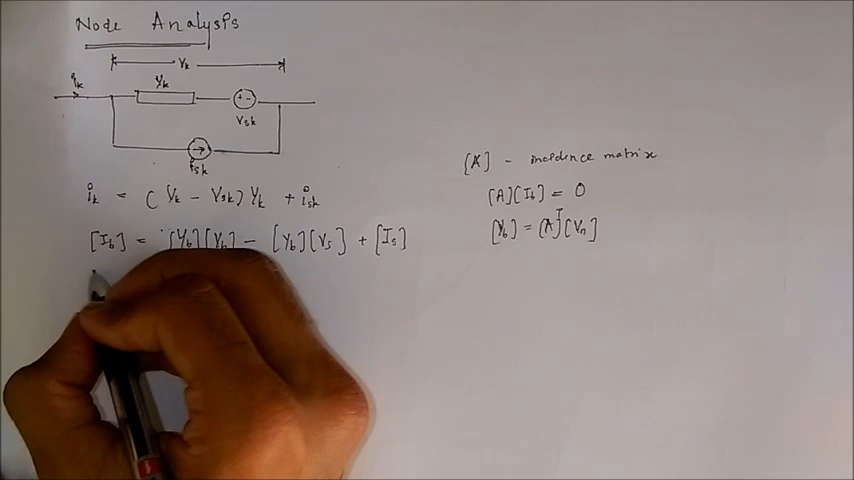 Node Analysis
Vk
ik
Yk
+ -
Vsk
isk
ik = (Vk - Vsk) Yk + isk
[Ib] = [Yb][Vb] - [Yb][Vs] + [Is]
[A] - incidence matrix
[A][Ib] = 0
[Vb] = [A]ᵀ[Vn]